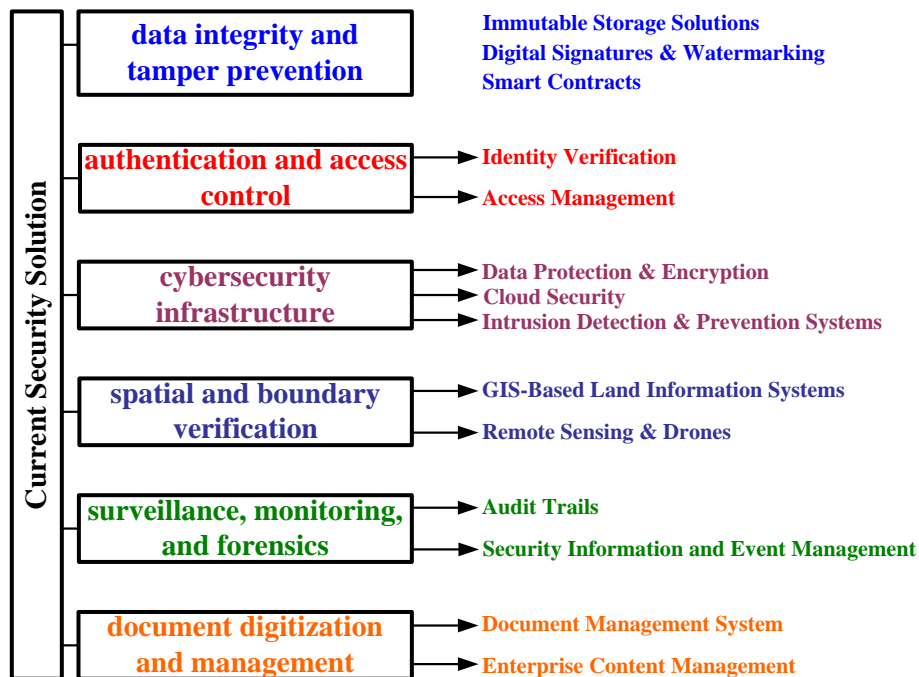 Current Security Solution
data integrity and
tamper prevention
Immutable Storage Solutions
Digital Signatures & Watermarking
Smart Contracts
authentication and access
control
Identity Verification
Access Management
cybersecurity
infrastructure
Data Protection & Encryption
Cloud Security
Intrusion Detection & Prevention Systems
spatial and boundary
verification
GIS-Based Land Information Systems
Remote Sensing & Drones
surveillance, monitoring,
and forensics
Audit Trails
Security Information and Event Management
document digitization
and management
Document Management System
Enterprise Content Management